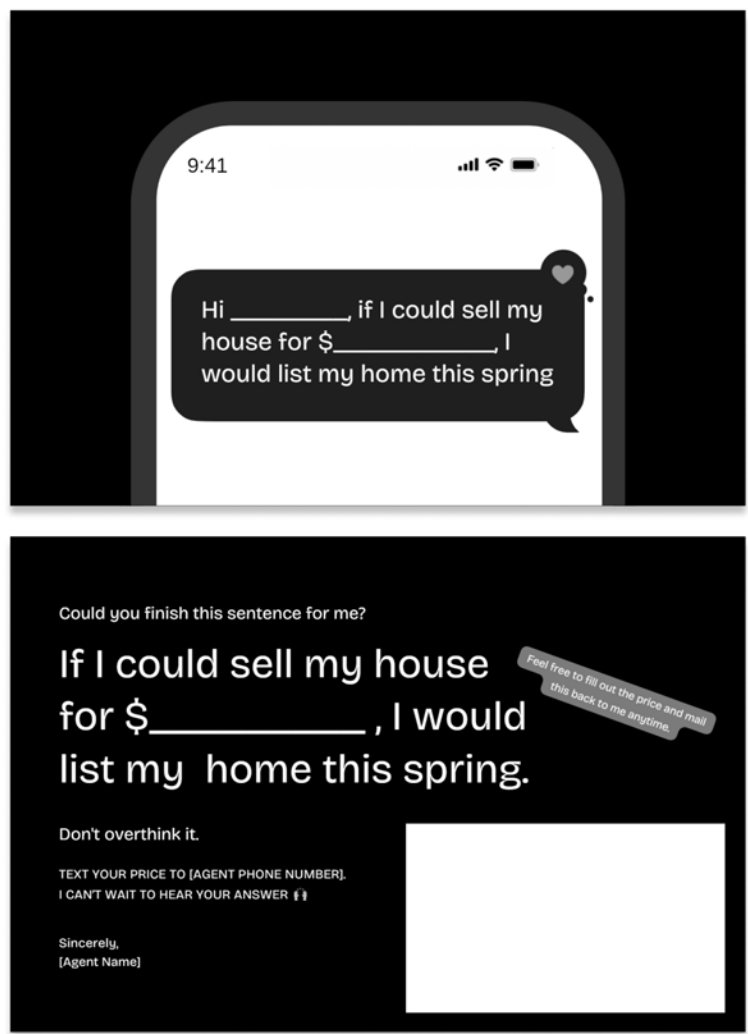 9:41
Hi __________, if I could sell my
house for $______________, I
would list my home this spring
Could you finish this sentence for me?
If I could sell my house
for $___________ , I would
list my  home this spring.
Feel free to fill out the price and mail
this back to me anytime.
Don't overthink it.
TEXT YOUR PRICE TO [AGENT PHONE NUMBER].
I CAN'T WAIT TO HEAR YOUR ANSWER 🙌
Sincerely,
[Agent Name]